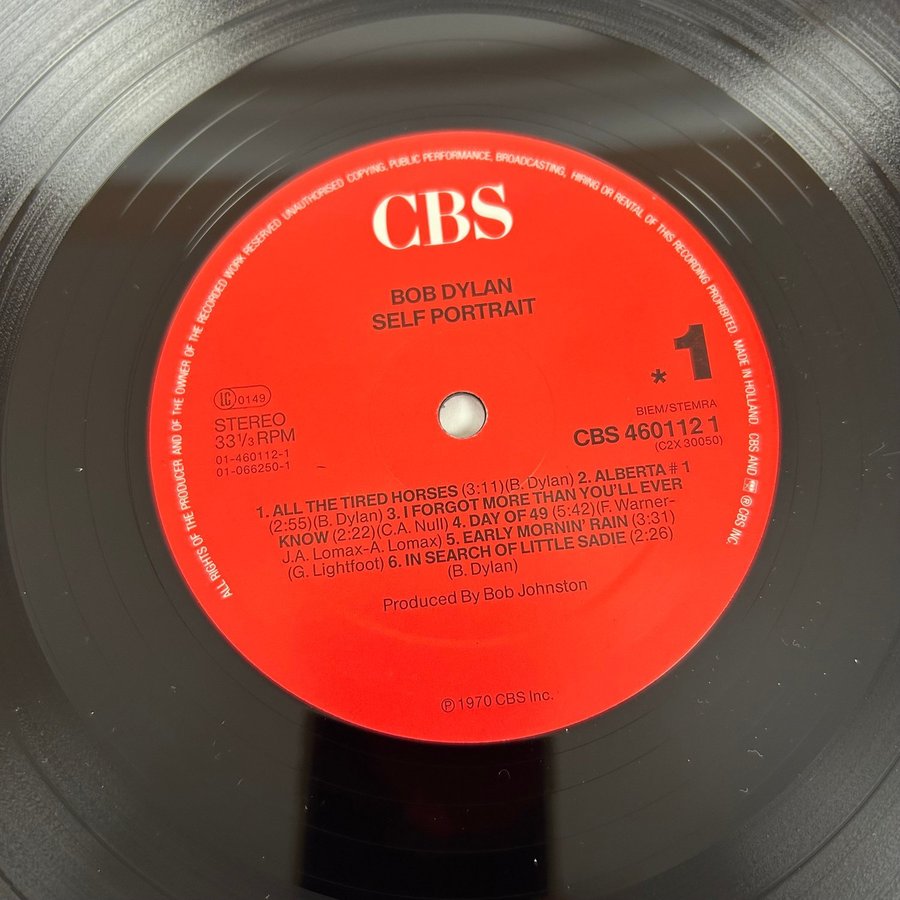 ALL RIGHTS OF THE PRODUCER AND OF THE OWNER OF THE RECORDED WORK RESERVED UNAUTHORISED COPYING, PUBLIC PERFORMANCE, BROADCASTING, HIRING OR RENTAL OF THIS RECORDING PROHIBITED MADE IN HOLLAND CBS AND ℗ CBS INC.
CBS
BOB DYLAN
SELF PORTRAIT
* 1
LC 0149
STEREO
33⅓ RPM
01-460112-1
01-066250-1
BIEM/STEMRA
CBS 460112 1
(C2X 30050)
1. ALL THE TIRED HORSES (3:11)(B. Dylan) 2. ALBERTA # 1
(2:55)(B. Dylan) 3. I FORGOT MORE THAN YOU'LL EVER
KNOW (2:22)(C.A. Null) 4. DAY OF 49 (5:42)(F. Warner-
J.A. Lomax-A. Lomax) 5. EARLY MORNIN' RAIN (3:31)
(G. Lightfoot) 6. IN SEARCH OF LITTLE SADIE (2:26)
(B. Dylan)
Produced By Bob Johnston
℗ 1970 CBS Inc.